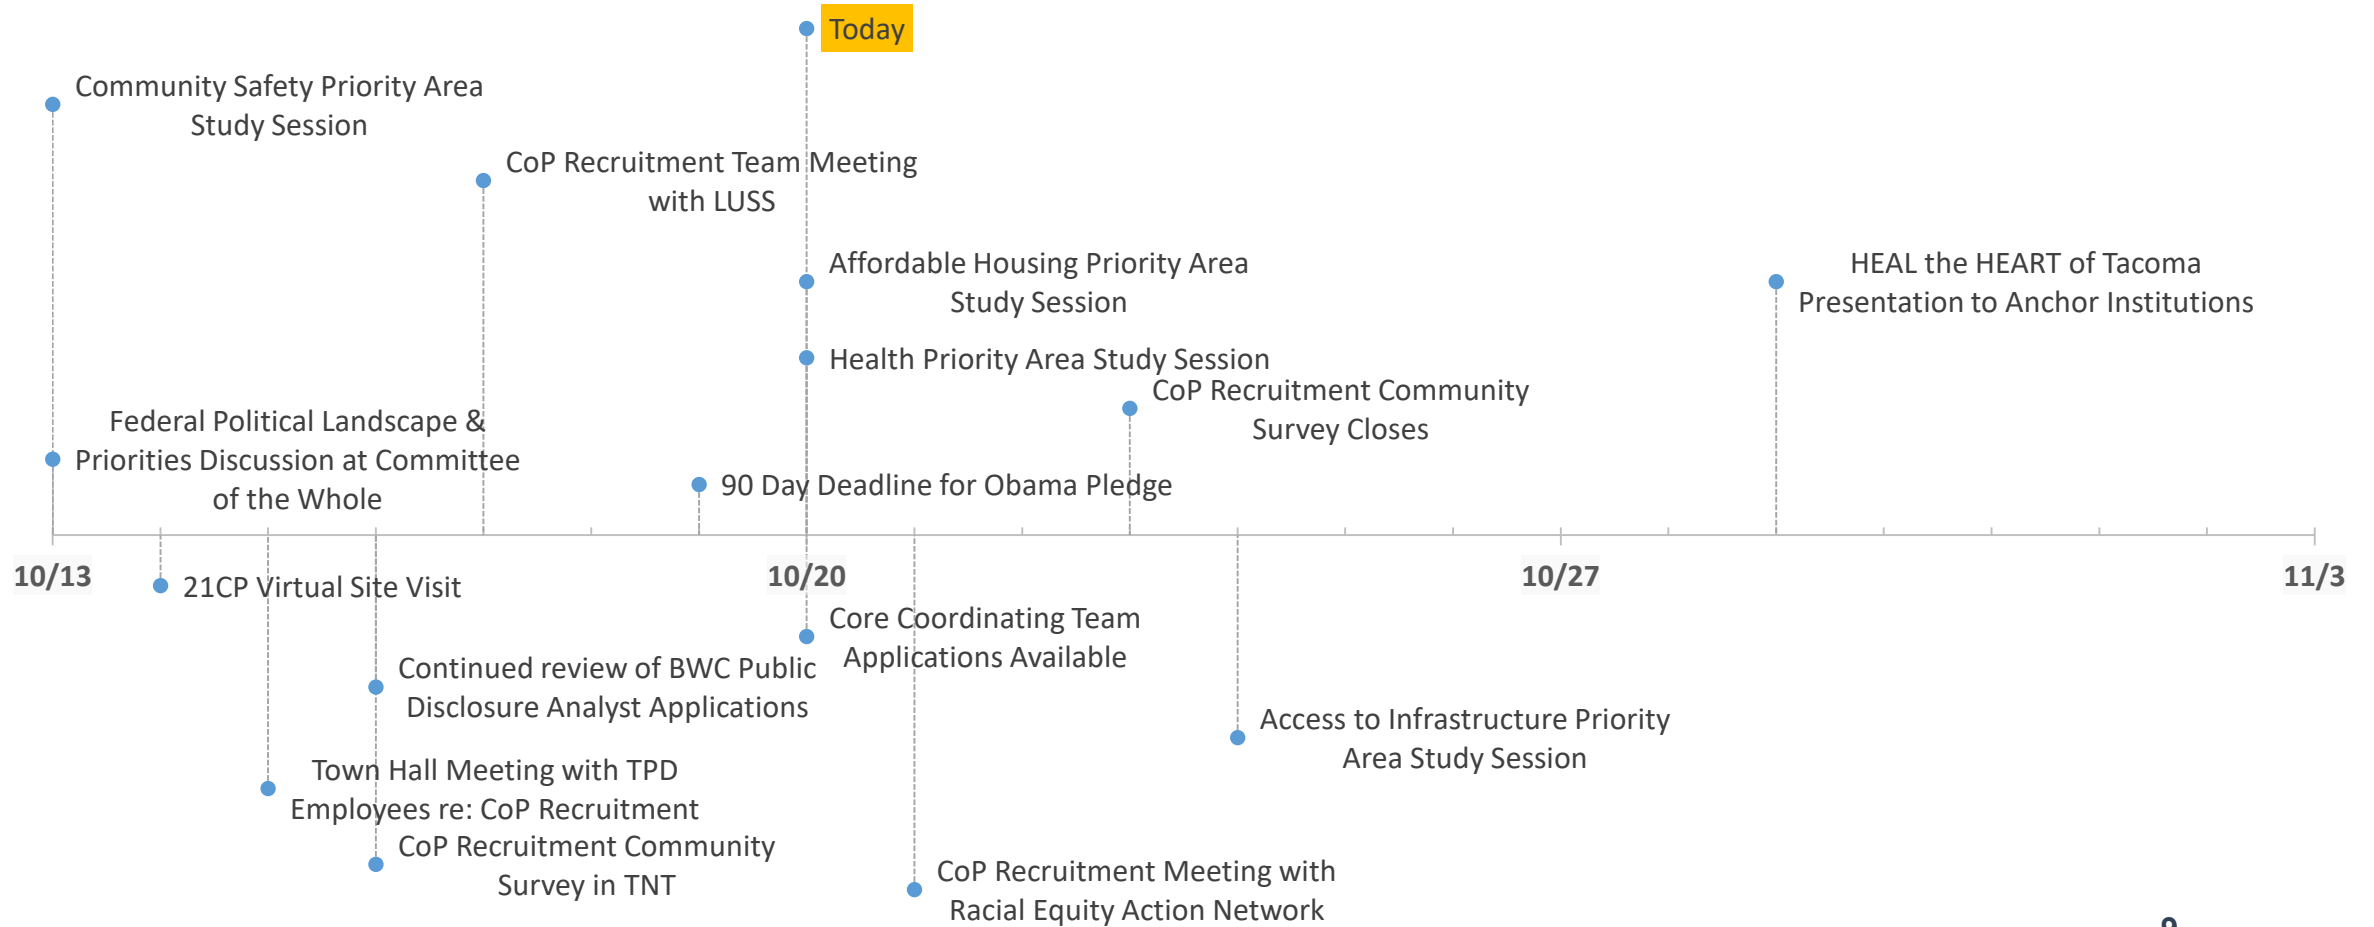 Today
Community Safety Priority Area
Study Session
CoP Recruitment Team Meeting
with LUSS
Affordable Housing Priority Area
Study Session
HEAL the HEART of Tacoma
Presentation to Anchor Institutions
Health Priority Area Study Session
CoP Recruitment Community
Survey Closes
Federal Political Landscape &
Priorities Discussion at Committee
of the Whole
90 Day Deadline for Obama Pledge
10/13
10/20
10/27
11/3
21CP Virtual Site Visit
Core Coordinating Team
Applications Available
Continued review of BWC Public
Disclosure Analyst Applications
Access to Infrastructure Priority
Area Study Session
Town Hall Meeting with TPD
Employees re: CoP Recruitment
CoP Recruitment Community
Survey in TNT
CoP Recruitment Meeting with
Racial Equity Action Network